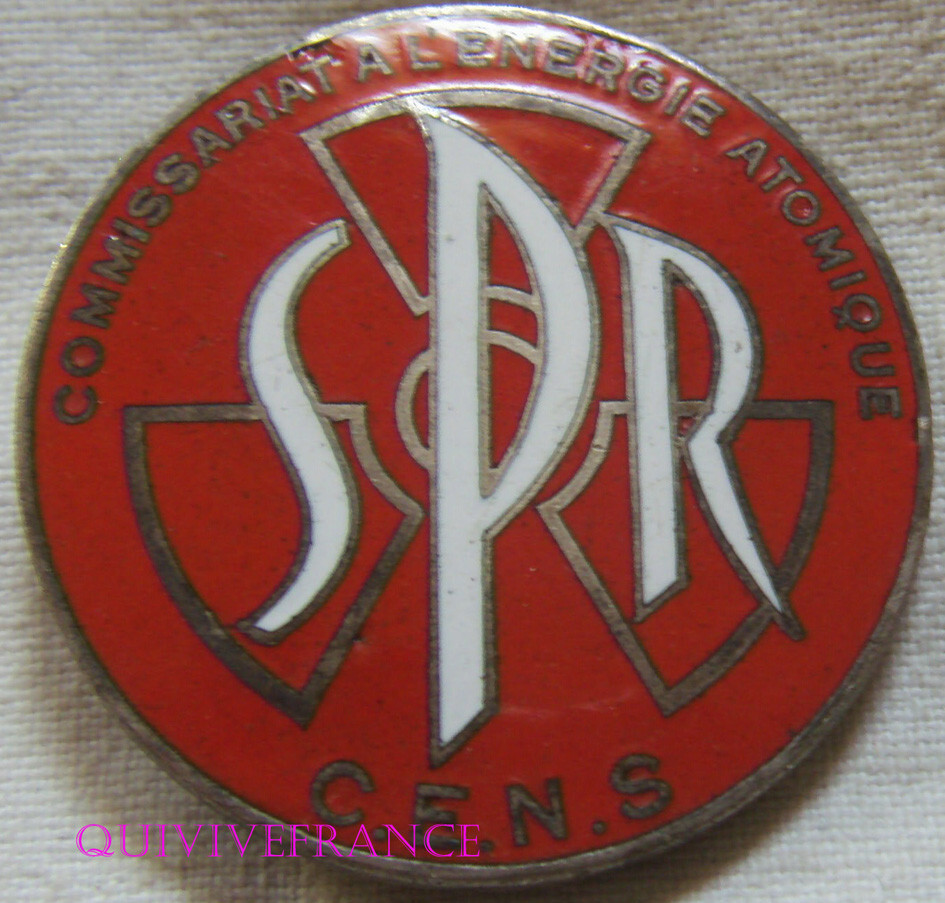 COMMISSARIAT A L'ENERGIE ATOMIQUE
SPR
C.E.N.S
QUIVIVEFRANCE